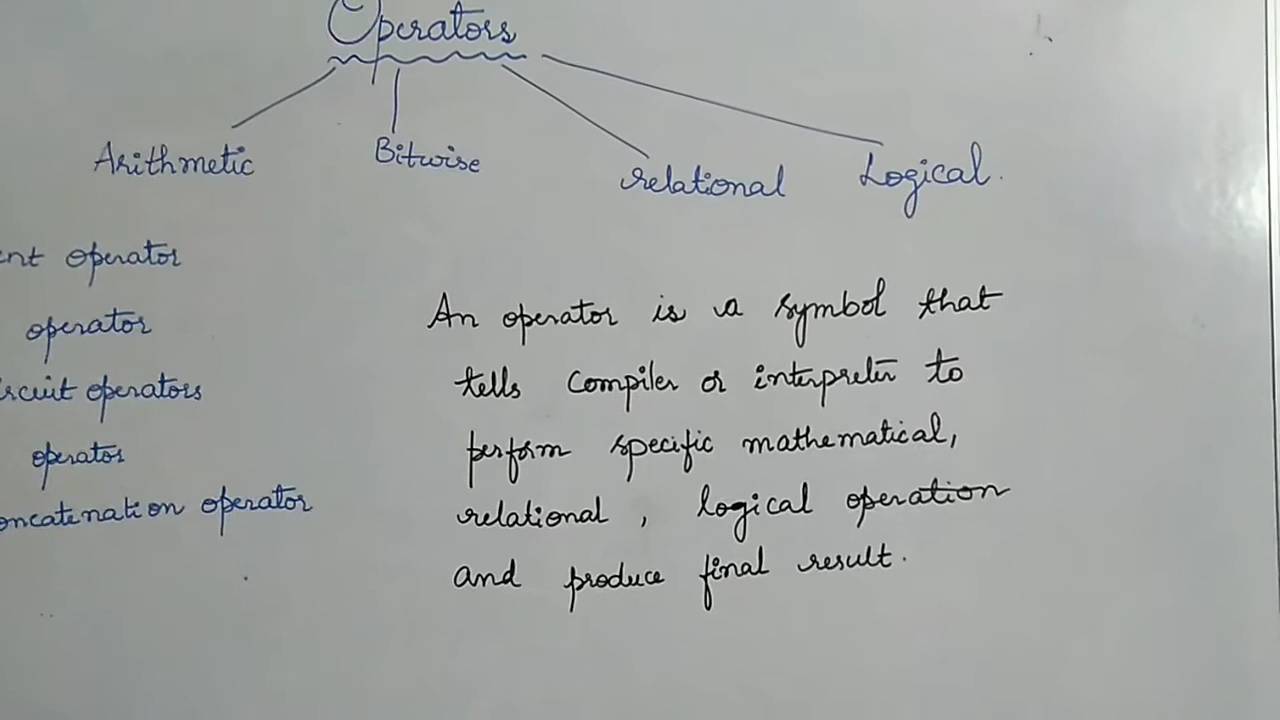 Operators
Arithmetic Bitwise relational Logical.
operator
operator
operators
operator
operator
An operator is a symbol that
tells compiler or interpreter to
perform specific mathematical,
relational, logical operation
and produce final result.